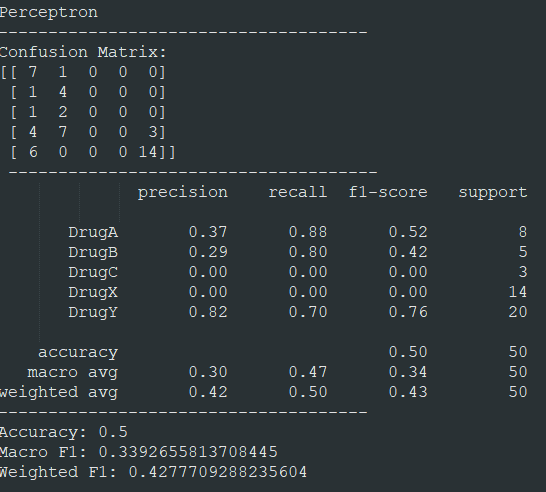 Perceptron
-------------------------------------
Confusion Matrix:
[[ 7  1  0  0  0]
 [ 1  4  0  0  0]
 [ 1  2  0  0  0]
 [ 4  7  0  0  3]
 [ 6  0  0  0 14]]
 -------------------------------------
              precision    recall  f1-score   support

       DrugA       0.37      0.88      0.52         8
       DrugB       0.29      0.80      0.42         5
       DrugC       0.00      0.00      0.00         3
       DrugX       0.00      0.00      0.00        14
       DrugY       0.82      0.70      0.76        20

    accuracy                           0.50        50
   macro avg       0.30      0.47      0.34        50
weighted avg       0.42      0.50      0.43        50
-------------------------------------
Accuracy: 0.5
Macro F1: 0.3392655813708445
Weighted F1: 0.4277709288235604